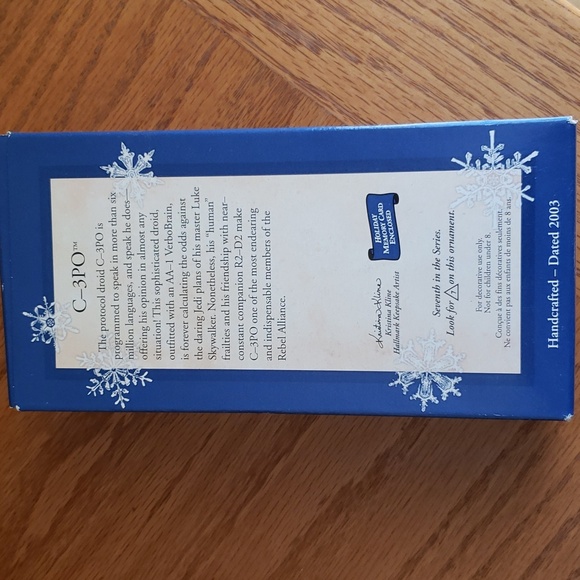 C–3PO™
The protocol droid C–3PO is
programmed to speak in more than six
million languages, and speak he does—
offering his opinion in almost any
situation! This sophisticated droid,
outfitted with an AA–1 VerboBrain,
is forever calculating the odds against
the daring Jedi plans of his master Luke
Skywalker. Nonetheless, his "human"
frailties and his friendship with near–
constant companion R2–D2 make
C–3PO one of the most endearing
and indispensable members of the
Rebel Alliance.
HOLIDAY
MEMORY CARD
ENCLOSED
Kristina Kline
Kristina Kline
Hallmark Keepsake Artist
Seventh in the Series.
Look for on this ornament.
For decorative use only.
Not for children under 8.
Conçue à des fins décoratives seulement.
Ne convient pas aux enfants de moins de 8 ans.
Handcrafted – Dated 2003